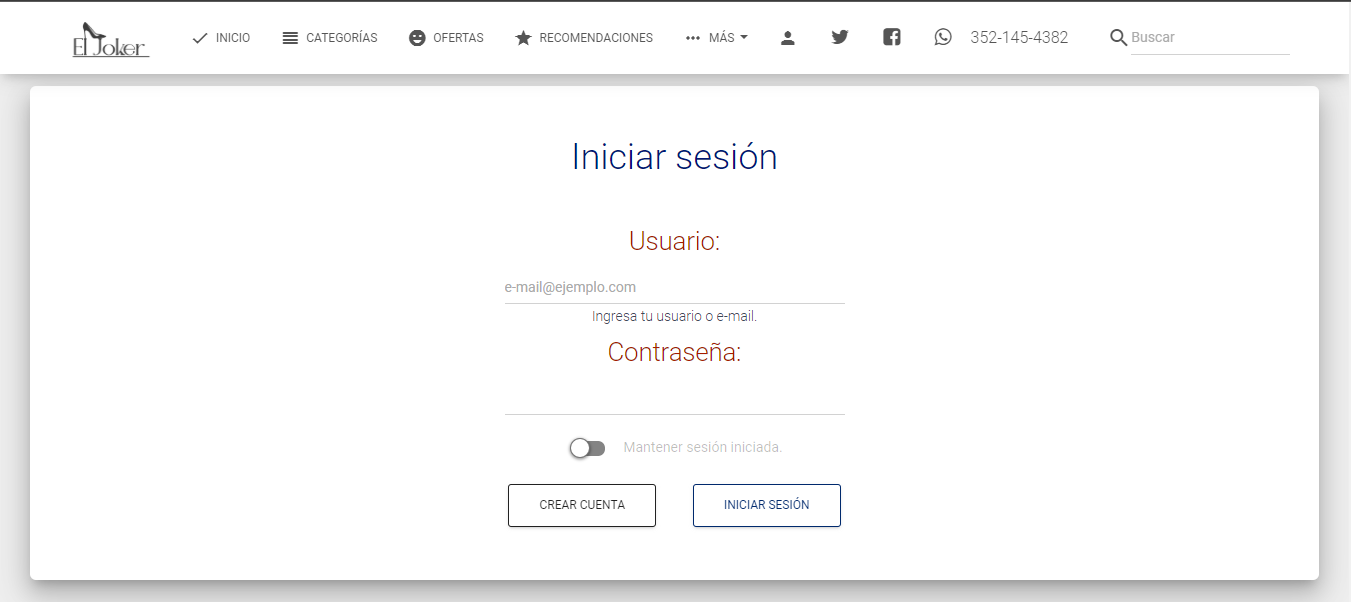 El Joker
INICIO
CATEGORÍAS
OFERTAS
RECOMENDACIONES
MÁS
352-145-4382
Buscar
Iniciar sesión
Usuario:
e-mail@ejemplo.com
Ingresa tu usuario o e-mail.
Contraseña:
Mantener sesión iniciada.
CREAR CUENTA
INICIAR SESIÓN